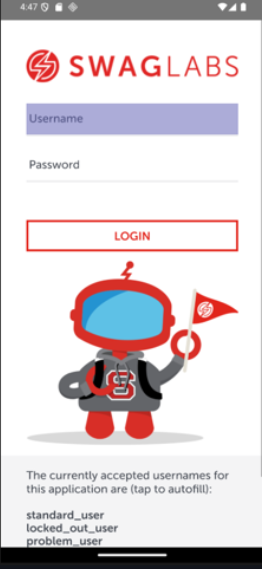 4:47
SWAGLABS
Username
Password
LOGIN
S
The currently accepted usernames for
this application are (tap to autofill):
standard_user
locked_out_user
problem_user